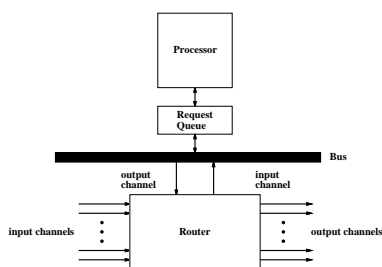 Processor
Request
Queue
Bus
output
channel
input
channel
input channels
Router
output channels